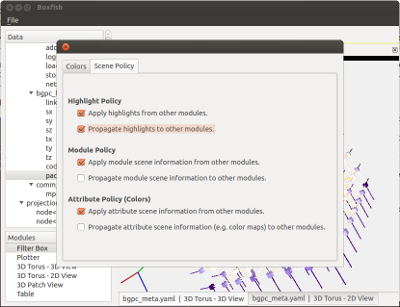 Boxfish
File
Data
bgpc_
link
sx
sy
sz
tx
ty
tz
cod
pac
comm
mp
projection
node
node
Modules
Filter Box
Plotter
3D Torus - 3D View
3D Torus - 2D View
3D Patch View
Table
Colors
Scene Policy
Highlight Policy
Apply highlights from other modules.
Propagate highlights to other modules.
Module Policy
Apply module scene information from other modules.
Propagate module scene information to other modules.
Attribute Policy (Colors)
Apply attribute scene information from other modules.
Propagate attribute scene information (e.g. color maps) to other modules.
bgpc_meta.yaml | 3D Torus - 3D View
bgpc_meta.yaml | 3D Torus - 2D View